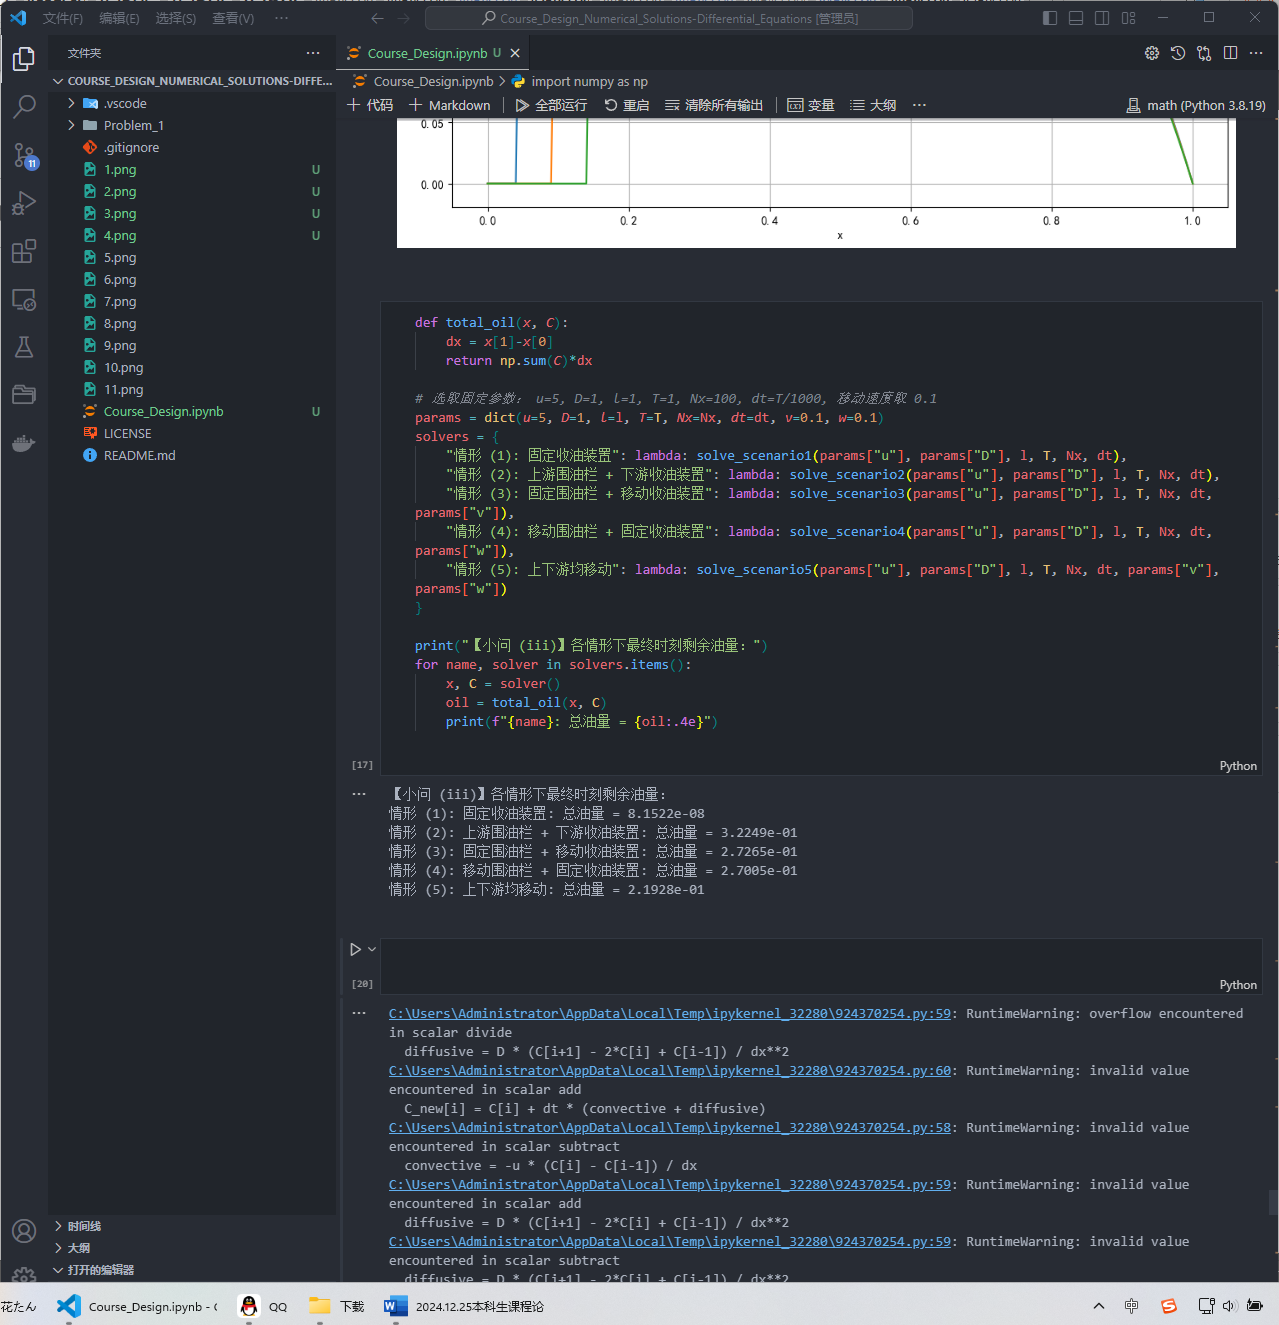 文件(F) 编辑(E) 选择(S) 查看(V) ··· Course_Design_Numerical_Solutions-Differential_Equations [管理员]
文件夹
COURSE_DESIGN_NUMERICAL_SOLUTIONS-DIFFE...
.vscode
Problem_1
.gitignore
1.png U
2.png U
3.png U
4.png U
5.png
6.png
7.png
8.png
9.png
10.png
11.png
Course_Design.ipynb U
LICENSE
README.md
时间线
大纲
打开的编辑器
11
Course_Design.ipynb U
Course_Design.ipynb > import numpy as np
代码 Markdown 全部运行 重启 清除所有输出 变量 大纲 ··· math (Python 3.8.19)
0.05
0.00
0.0 0.2 0.4 0.6 0.8 1.0
x
def total_oil(x, C):
dx = x[1]-x[0]
return np.sum(C)*dx
# 选取固定参数： u=5, D=1, l=1, T=1, Nx=100, dt=T/1000, 移动速度取 0.1
params = dict(u=5, D=1, l=l, T=T, Nx=Nx, dt=dt, v=0.1, w=0.1)
solvers = {
"情形 (1): 固定收油装置": lambda: solve_scenario1(params["u"], params["D"], l, T, Nx, dt),
"情形 (2): 上游围油栏 + 下游收油装置": lambda: solve_scenario2(params["u"], params["D"], l, T, Nx, dt),
"情形 (3): 固定围油栏 + 移动收油装置": lambda: solve_scenario3(params["u"], params["D"], l, T, Nx, dt,
params["v"]),
"情形 (4): 移动围油栏 + 固定收油装置": lambda: solve_scenario4(params["u"], params["D"], l, T, Nx, dt,
params["w"]),
"情形 (5): 上下游均移动": lambda: solve_scenario5(params["u"], params["D"], l, T, Nx, dt, params["v"],
params["w"])
}
print("【小问 (iii)】各情形下最终时刻剩余油量：")
for name, solver in solvers.items():
x, C = solver()
oil = total_oil(x, C)
print(f"{name}: 总油量 = {oil:.4e}")
[17] Python
【小问 (iii)】各情形下最终时刻剩余油量：
情形 (1): 固定收油装置: 总油量 = 8.1522e-08
情形 (2): 上游围油栏 + 下游收油装置: 总油量 = 3.2249e-01
情形 (3): 固定围油栏 + 移动收油装置: 总油量 = 2.7265e-01
情形 (4): 移动围油栏 + 固定收油装置: 总油量 = 2.7005e-01
情形 (5): 上下游均移动: 总油量 = 2.1928e-01
[20] Python
C:\Users\Administrator\AppData\Local\Temp\ipykernel_32280\924370254.py:59: RuntimeWarning: overflow encountered
in scalar divide
diffusive = D * (C[i+1] - 2*C[i] + C[i-1]) / dx**2
C:\Users\Administrator\AppData\Local\Temp\ipykernel_32280\924370254.py:60: RuntimeWarning: invalid value
encountered in scalar add
C_new[i] = C[i] + dt * (convective + diffusive)
C:\Users\Administrator\AppData\Local\Temp\ipykernel_32280\924370254.py:58: RuntimeWarning: invalid value
encountered in scalar subtract
convective = -u * (C[i] - C[i-1]) / dx
C:\Users\Administrator\AppData\Local\Temp\ipykernel_32280\924370254.py:59: RuntimeWarning: invalid value
encountered in scalar add
diffusive = D * (C[i+1] - 2*C[i] + C[i-1]) / dx**2
C:\Users\Administrator\AppData\Local\Temp\ipykernel_32280\924370254.py:59: RuntimeWarning: invalid value
encountered in scalar subtract
diffusive = D * (C[i+1] - 2*C[i] + C[i-1]) / dx**2
花たん Course_Design.ipynb - QQ 下载 2024.12.25本科生课程论 中